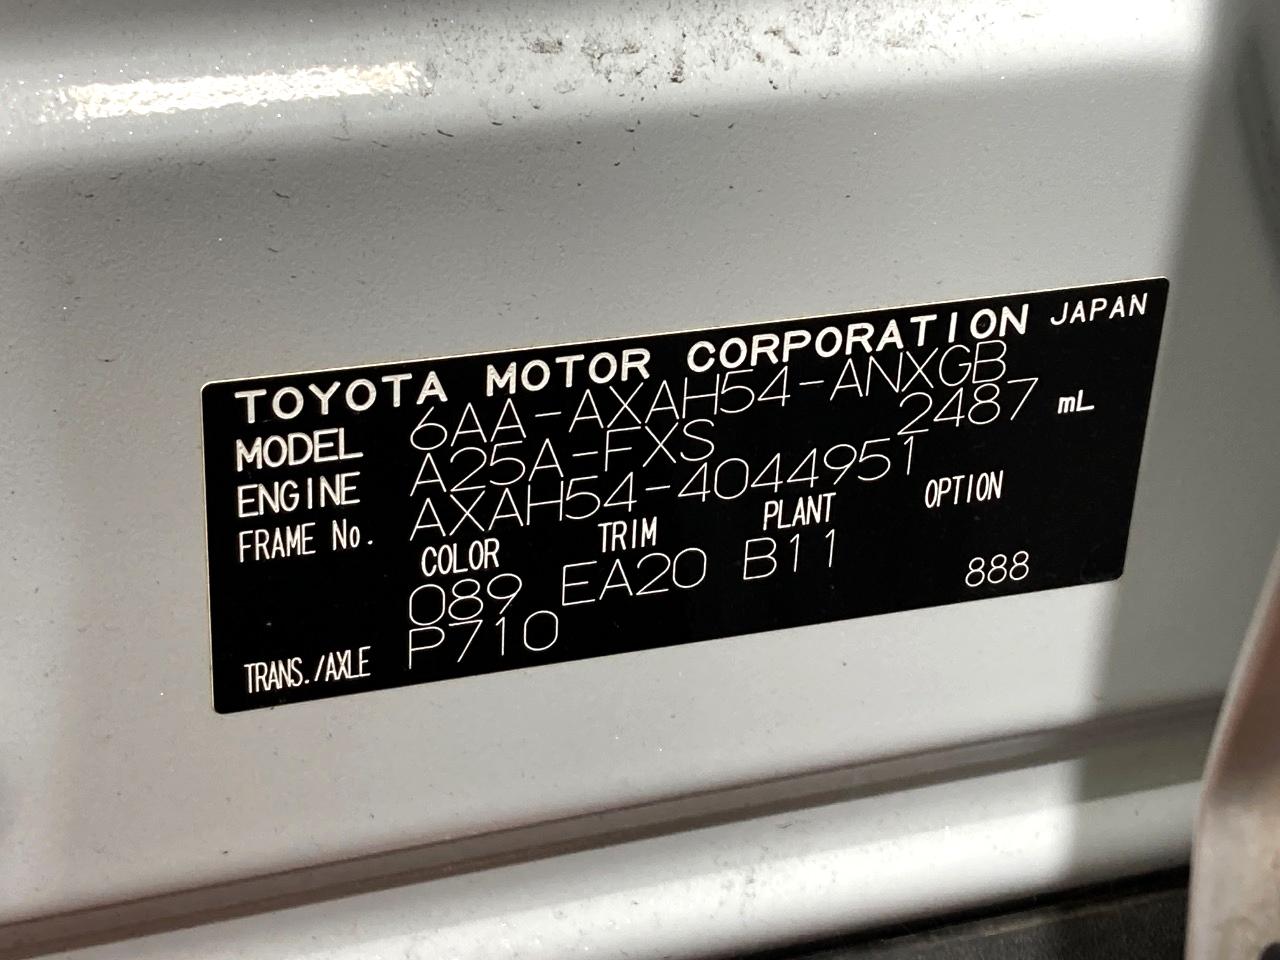 TOYOTA MOTOR CORPORATION JAPAN
MODEL 6AA-AXAH54-ANXGB
ENGINE A25A-FXS 2487 mL
FRAME No. AXAH54-4044951
COLOR TRIM PLANT OPTION
089 EA20 B11 888
TRANS./AXLE P710